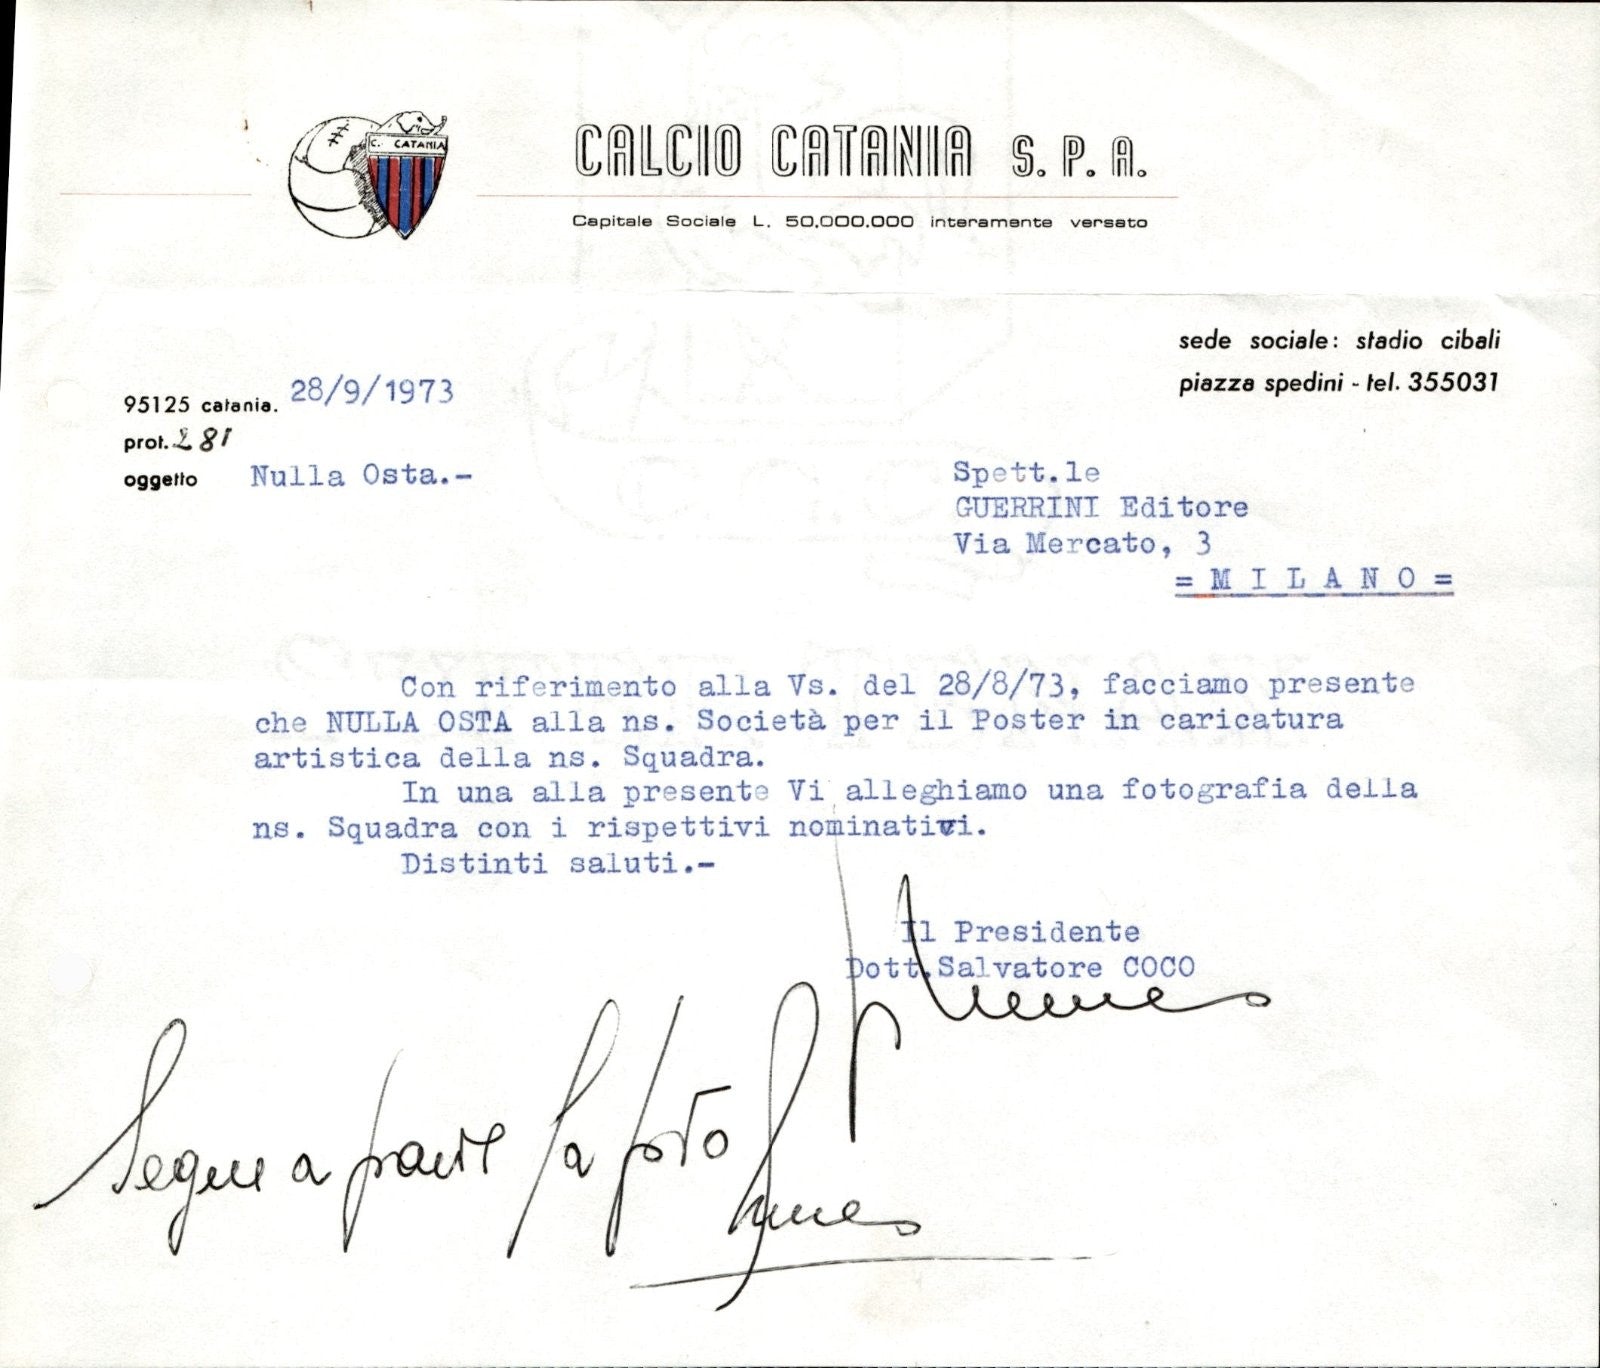 C. CATANIA
CALCIO CATANIA S.P.A.
Capitale Sociale L. 50.000.000 interamente versato
sede sociale: stadio cibali
piazza spedini - tel. 355031
95125 catania. 28/9/1973
prot. 281
oggetto Nulla Osta.-
Spett.le
GUERRINI Editore
Via Mercato, 3
= M I L A N O =
Con riferimento alla Vs. del 28/8/73, facciamo presente
che NULLA OSTA alla ns. Società per il Poster in caricatura
artistica della ns. Squadra.
In una alla presente Vi alleghiamo una fotografia della
ns. Squadra con i rispettivi nominativi.
Distinti saluti.-
Il Presidente
Dott.Salvatore COCO
Segue a parte la foto